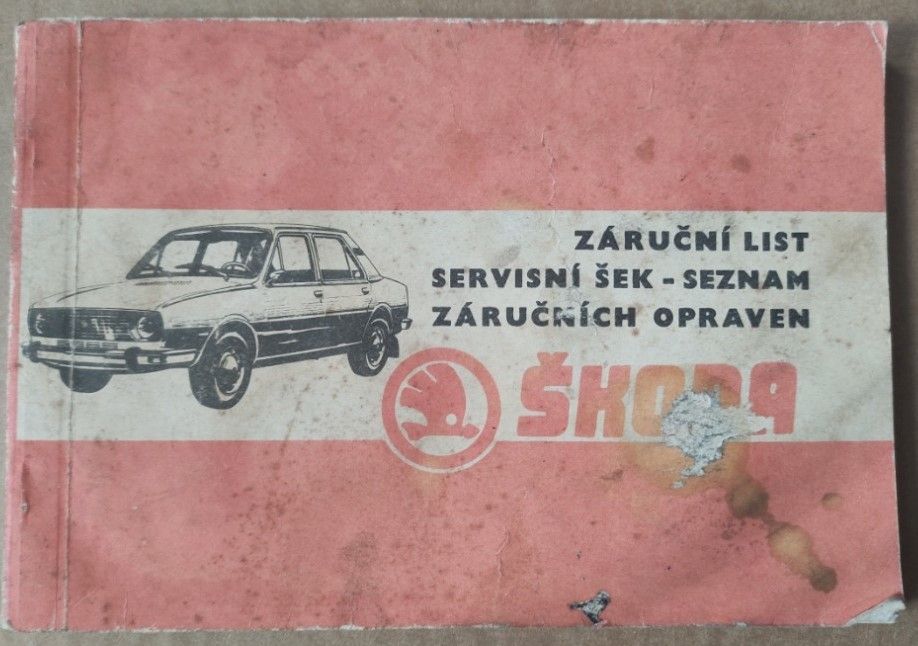 ZÁRUČNÍ LIST
SERVISNÍ ŠEK - SEZNAM
ZÁRUČNÍCH OPRAVEN
ŠKODA